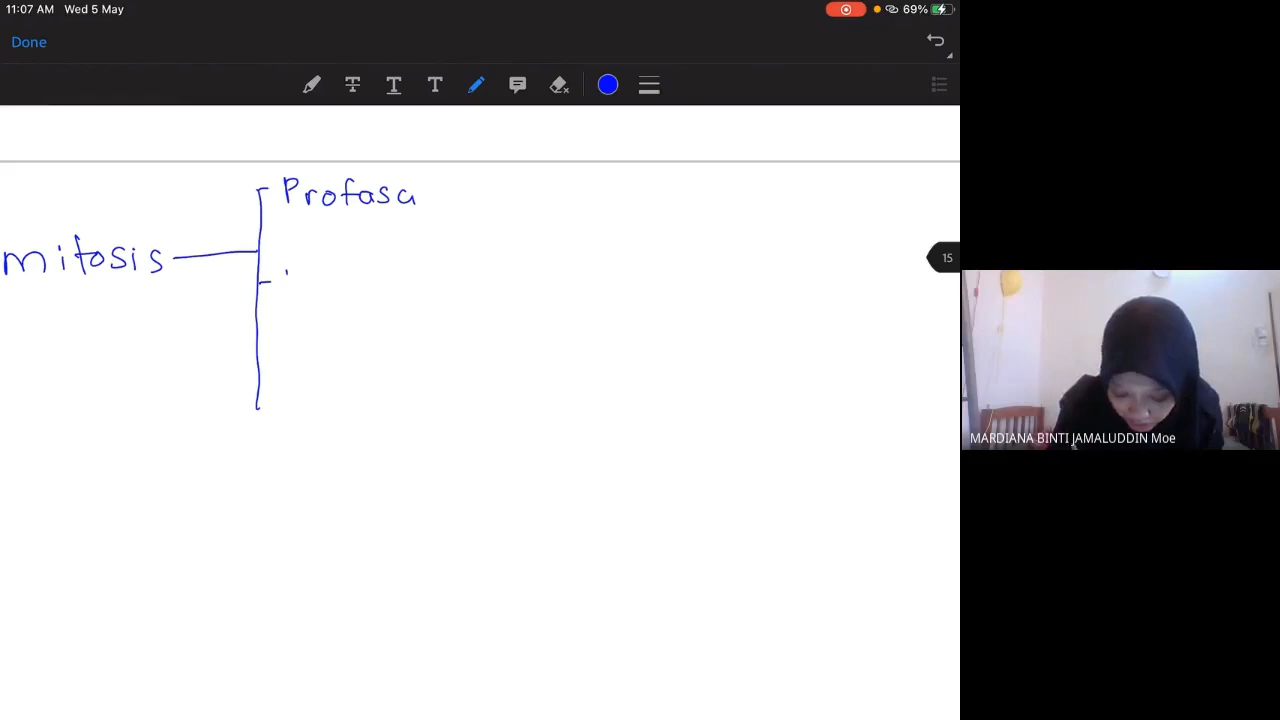 11:07 AM Wed 5 May
69%
Done
T T T
Profasa
mitosis
15
MARDIANA BINTI JAMALUDDIN Moe